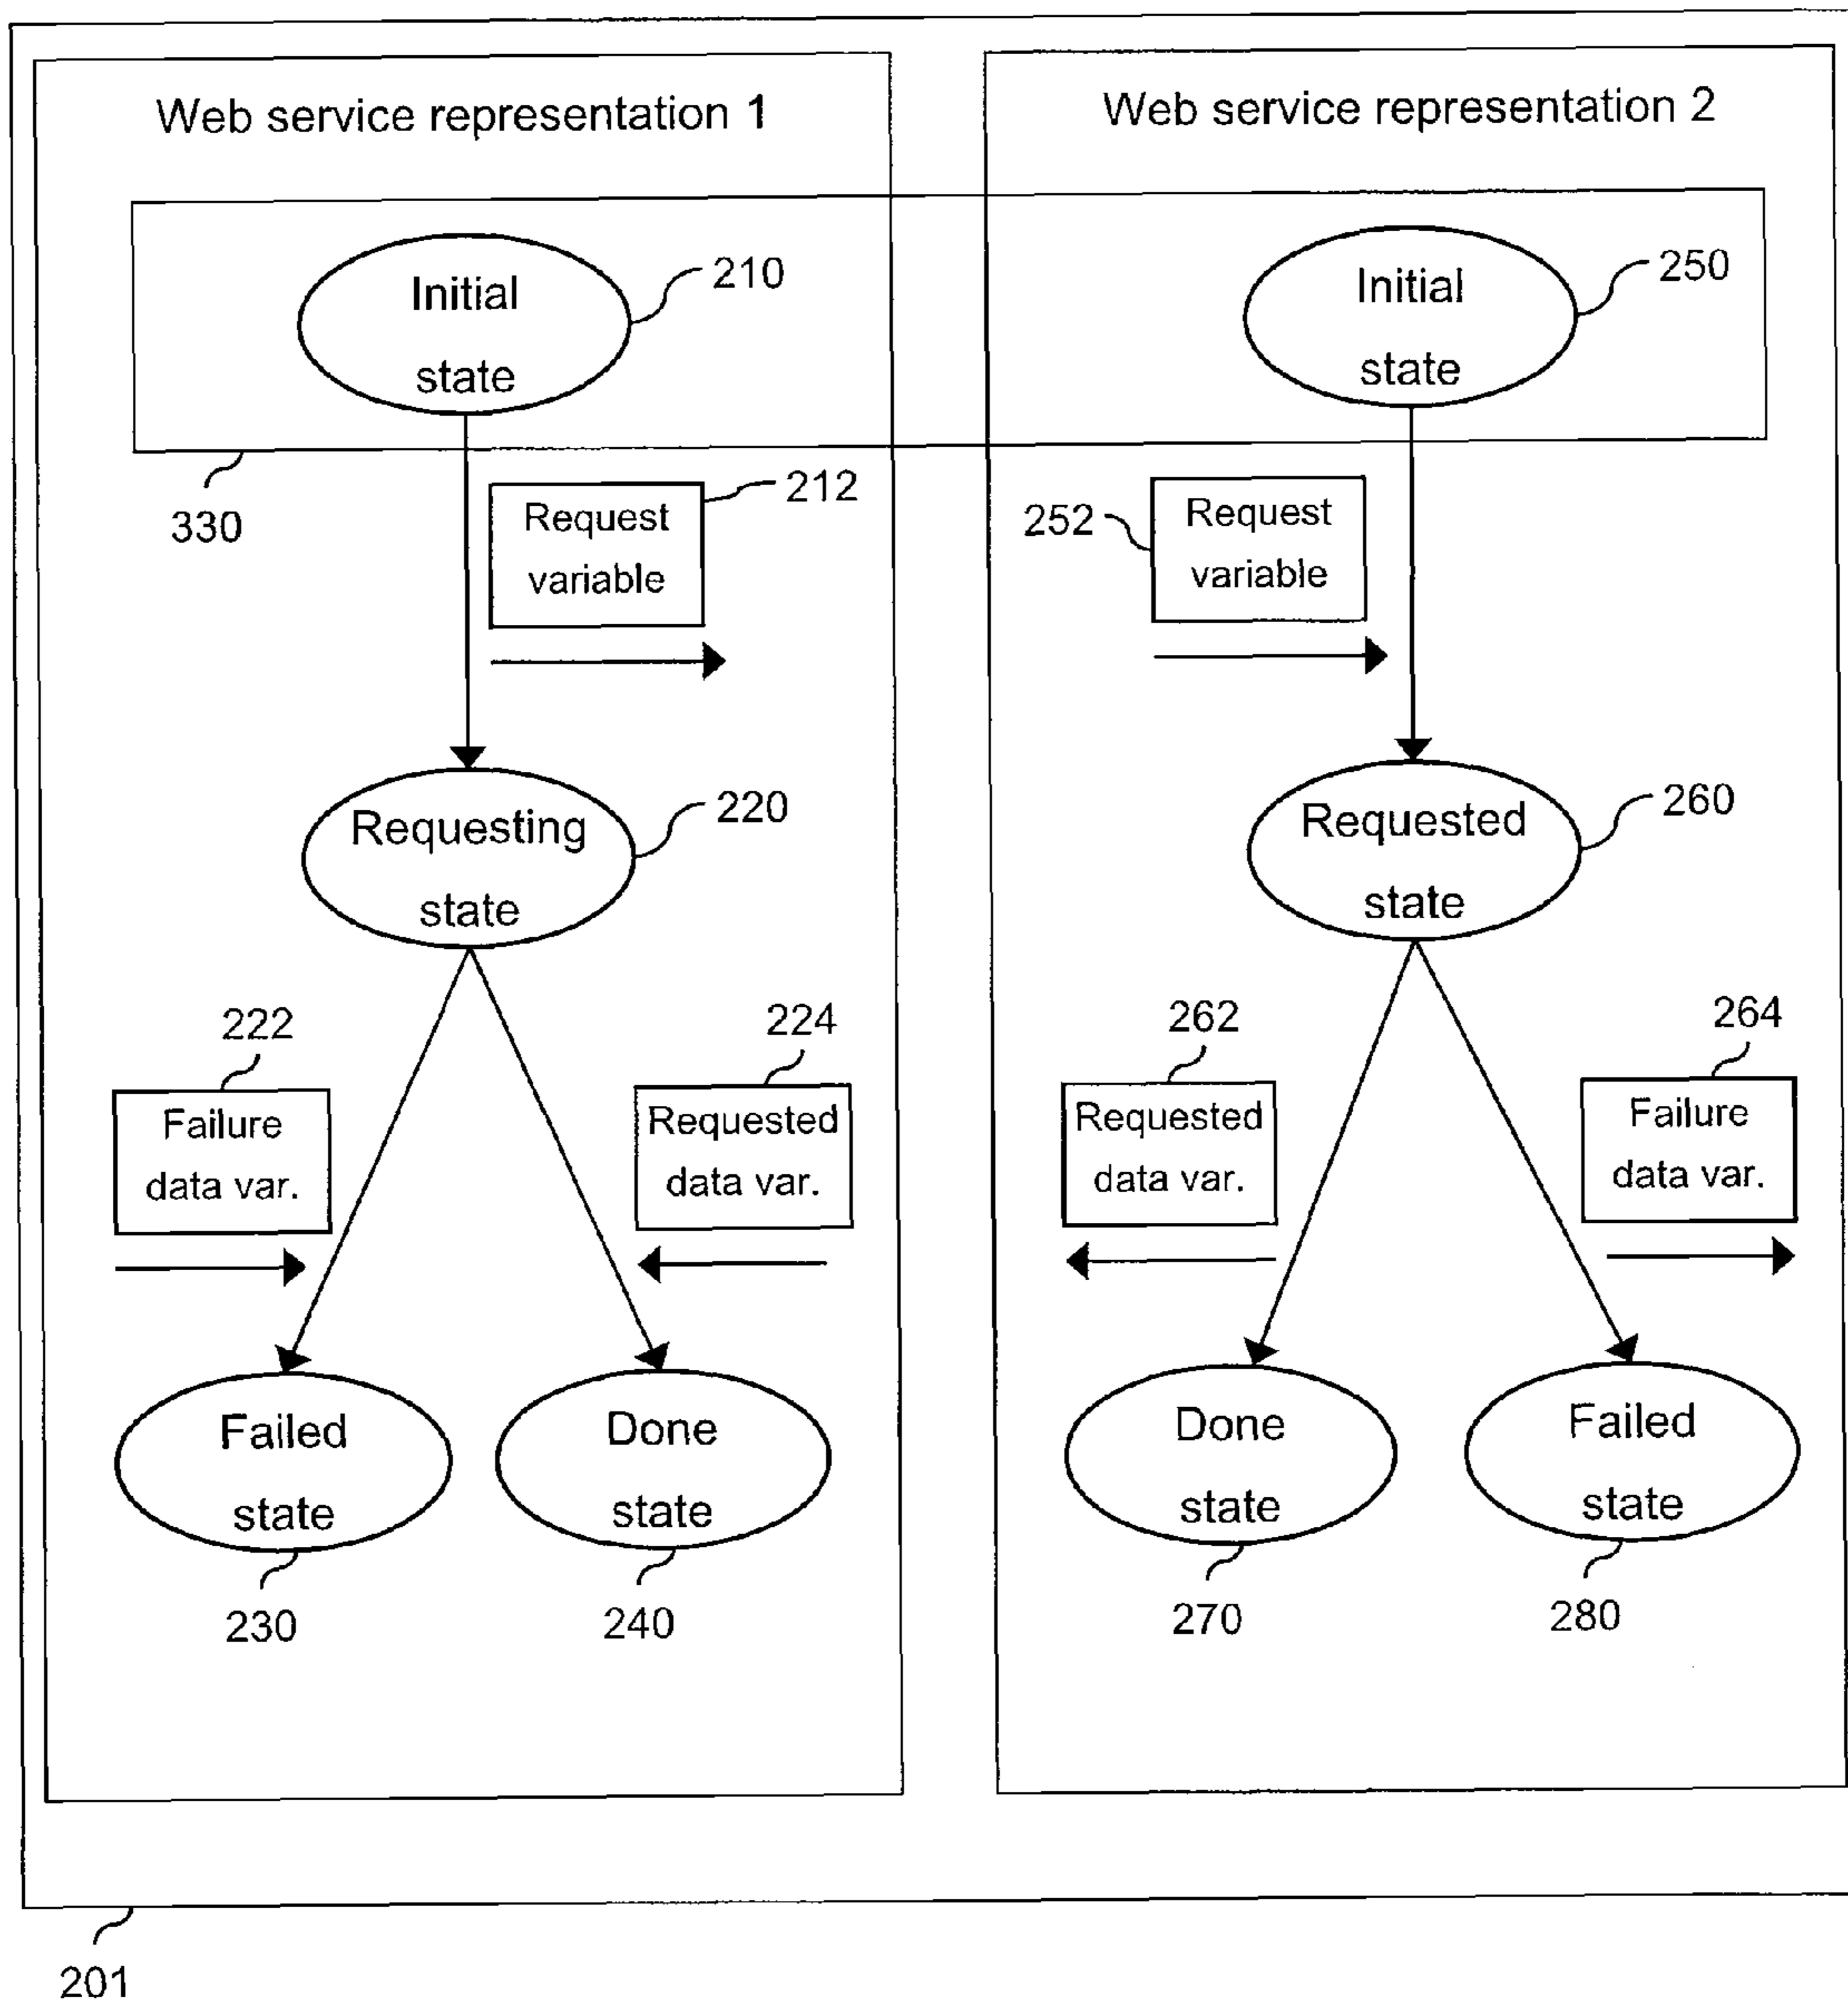 Web service representation 1
Web service representation 2
Initial
state
210
Initial
state
250
330
Request
variable
212
252
Request
variable
Requesting
state
220
Requested
state
260
222
Failure
data var.
224
Requested
data var.
262
Requested
data var.
264
Failure
data var.
Failed
state
230
Done
state
240
Done
state
270
Failed
state
280
201